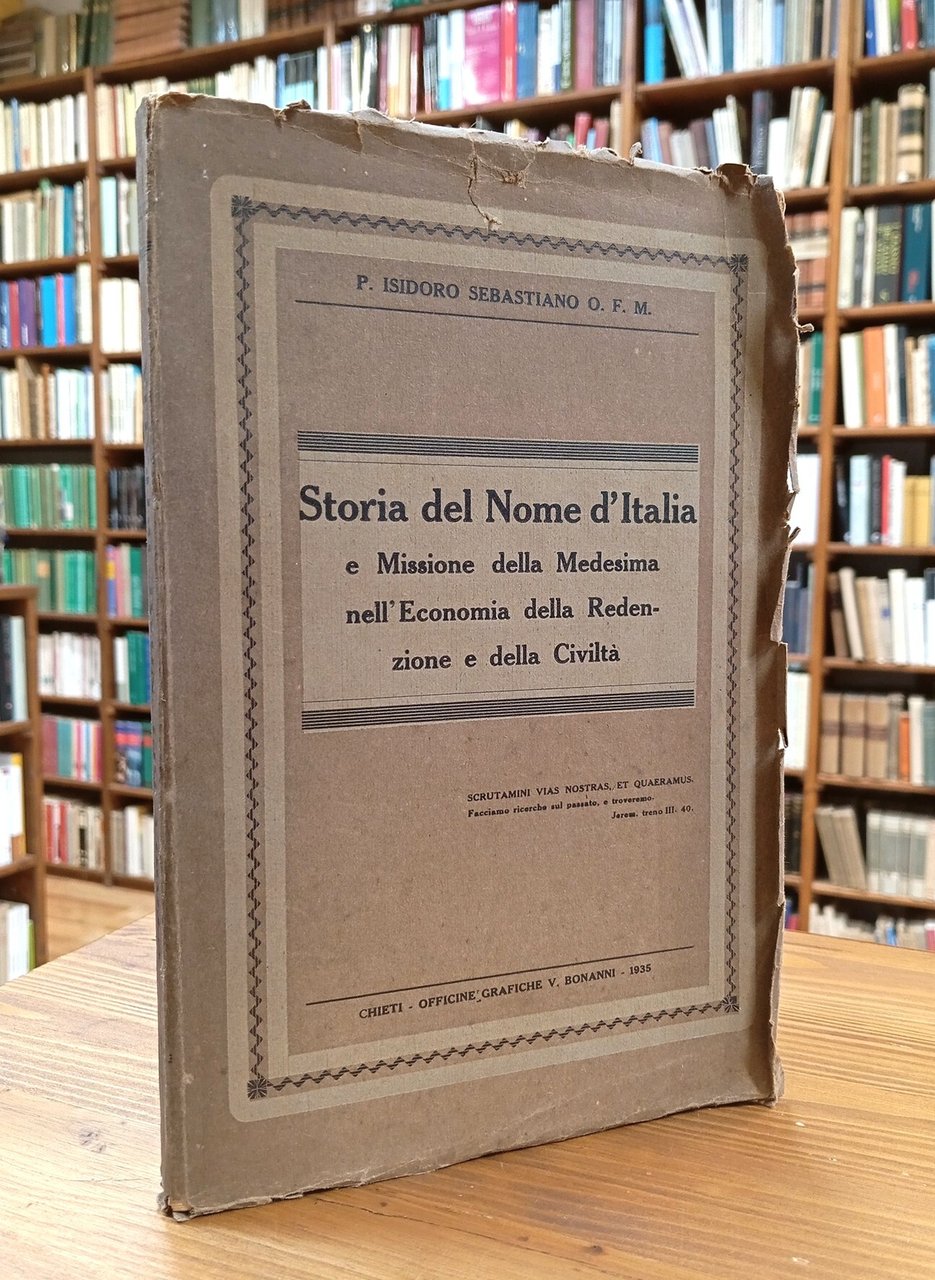 P. ISIDORO SEBASTIANO O. F. M.
Storia del Nome d'Italia
e Missione della Medesima
nell'Economia della Reden-
zione e della Civiltà
SCRUTAMINI VIAS NOSTRAS, ET QUAERAMUS.
Facciamo ricerche sul passato, e troveremo.
Jerem. treno III. 40.
CHIETI - OFFICINE GRAFICHE V. BONANNI - 1935